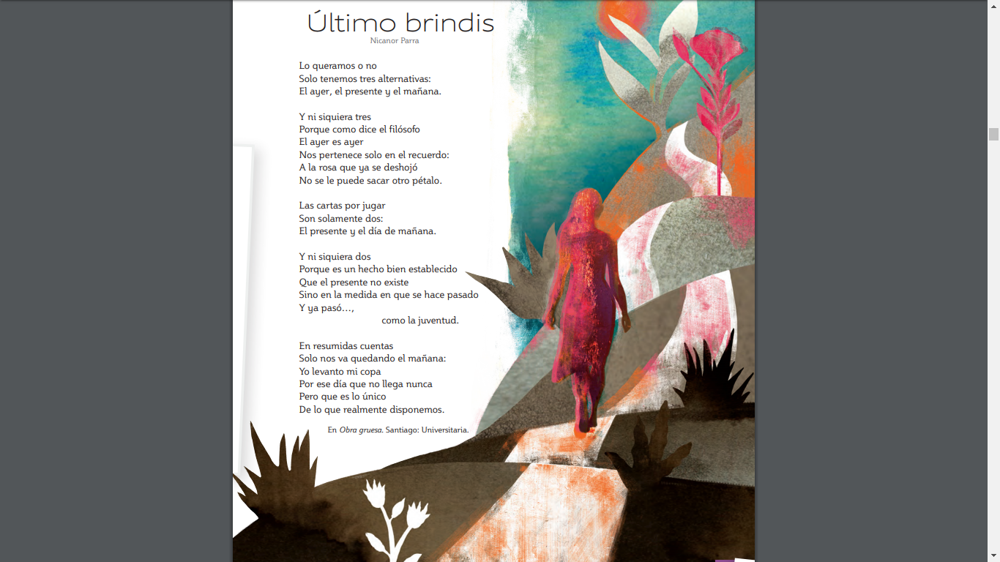 Último brindis
Nicanor Parra
Lo queramos o no
Solo tenemos tres alternativas:
El ayer, el presente y el mañana.
Y ni siquiera tres
Porque como dice el filósofo
El ayer es ayer
Nos pertenece solo en el recuerdo:
A la rosa que ya se deshojó
No se le puede sacar otro pétalo.
Las cartas por jugar
Son solamente dos:
El presente y el día de mañana.
Y ni siquiera dos
Porque es un hecho bien establecido
Que el presente no existe
Sino en la medida en que se hace pasado
Y ya pasó...,
como la juventud.
En resumidas cuentas
Solo nos va quedando el mañana:
Yo levanto mi copa
Por ese día que no llega nunca
Pero que es lo único
De lo que realmente disponemos.
En Obra gruesa. Santiago: Universitaria.